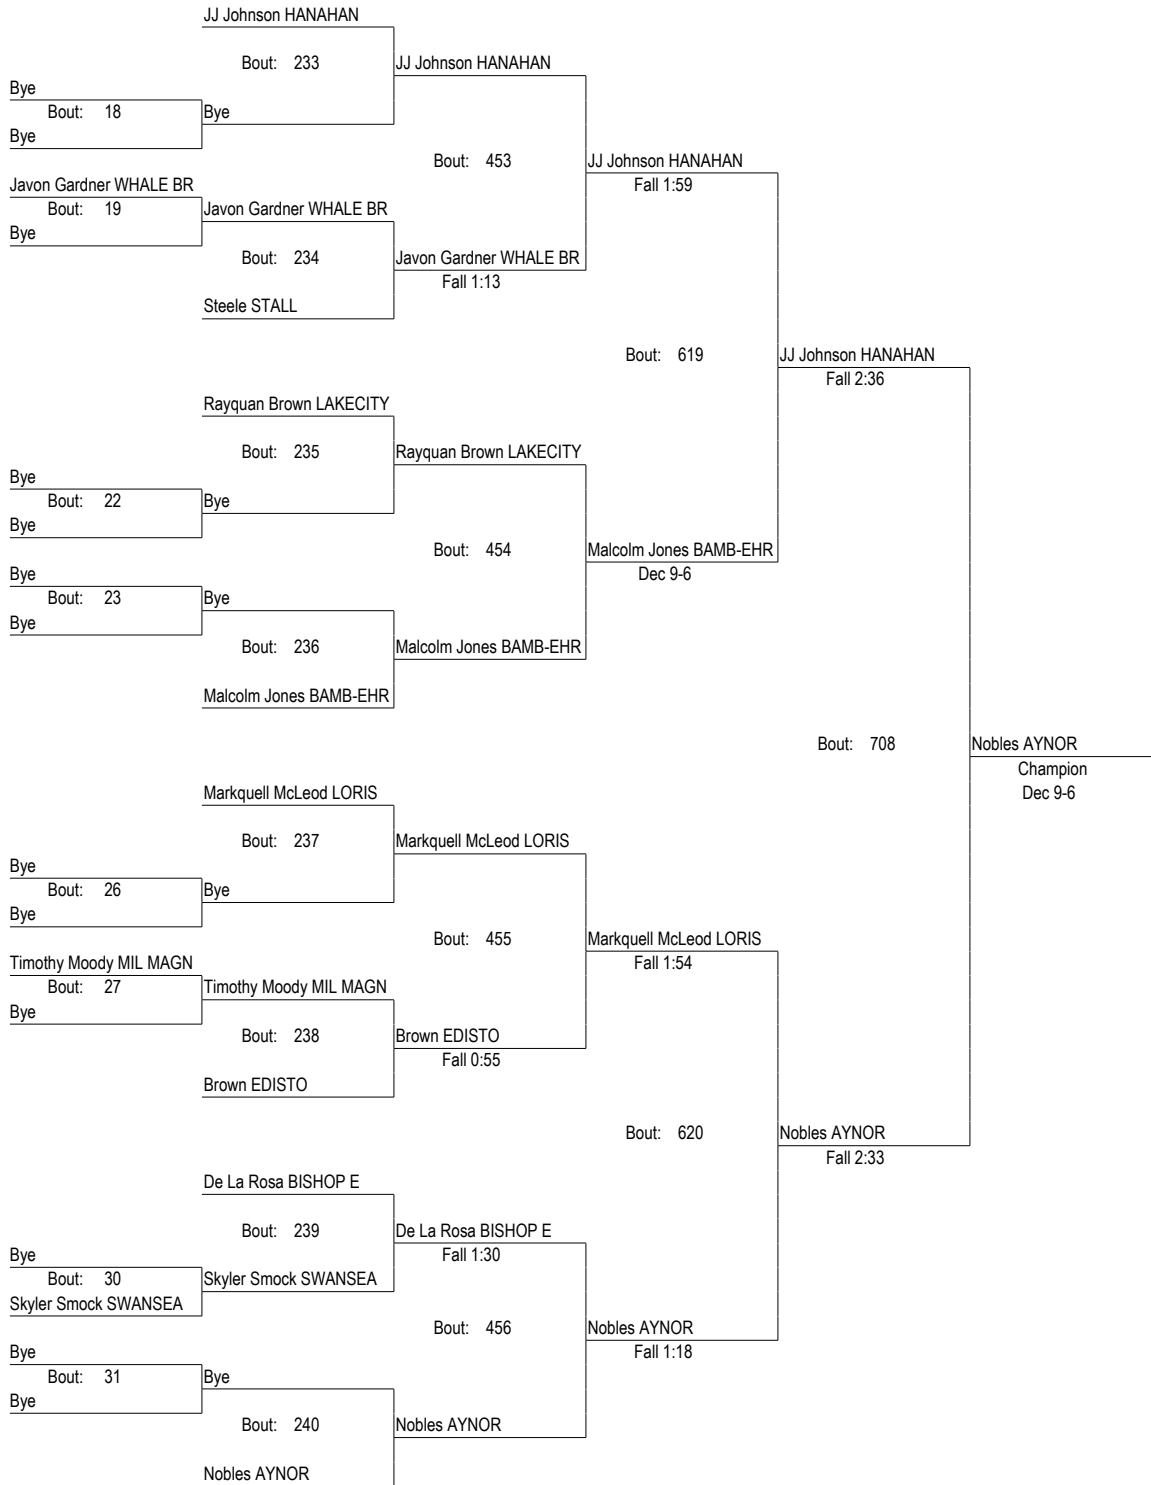 JJ Johnson HANAHAN
Bout: 233
JJ Johnson HANAHAN
Bye
Bout: 18
Bye
Bye
Bout: 453
JJ Johnson HANAHAN
Fall 1:59
Javon Gardner WHALE BR
Bout: 19
Javon Gardner WHALE BR
Bye
Bout: 234
Javon Gardner WHALE BR
Fall 1:13
Steele STALL
Bout: 619
JJ Johnson HANAHAN
Fall 2:36
Rayquan Brown LAKECITY
Bout: 235
Rayquan Brown LAKECITY
Bye
Bout: 22
Bye
Bye
Bout: 454
Malcolm Jones BAMB-EHR
Dec 9-6
Bye
Bout: 23
Bye
Bye
Bout: 236
Malcolm Jones BAMB-EHR
Malcolm Jones BAMB-EHR
Bout: 708
Nobles AYNOR
Champion
Dec 9-6
Markquell McLeod LORIS
Bout: 237
Markquell McLeod LORIS
Bye
Bout: 26
Bye
Bye
Bout: 455
Markquell McLeod LORIS
Fall 1:54
Timothy Moody MIL MAGN
Bout: 27
Timothy Moody MIL MAGN
Bye
Bout: 238
Brown EDISTO
Fall 0:55
Brown EDISTO
Bout: 620
Nobles AYNOR
Fall 2:33
De La Rosa BISHOP E
Bout: 239
De La Rosa BISHOP E
Fall 1:30
Bye
Bout: 30
Skyler Smock SWANSEA
Skyler Smock SWANSEA
Bout: 456
Nobles AYNOR
Fall 1:18
Bye
Bout: 31
Bye
Bye
Bout: 240
Nobles AYNOR
Nobles AYNOR